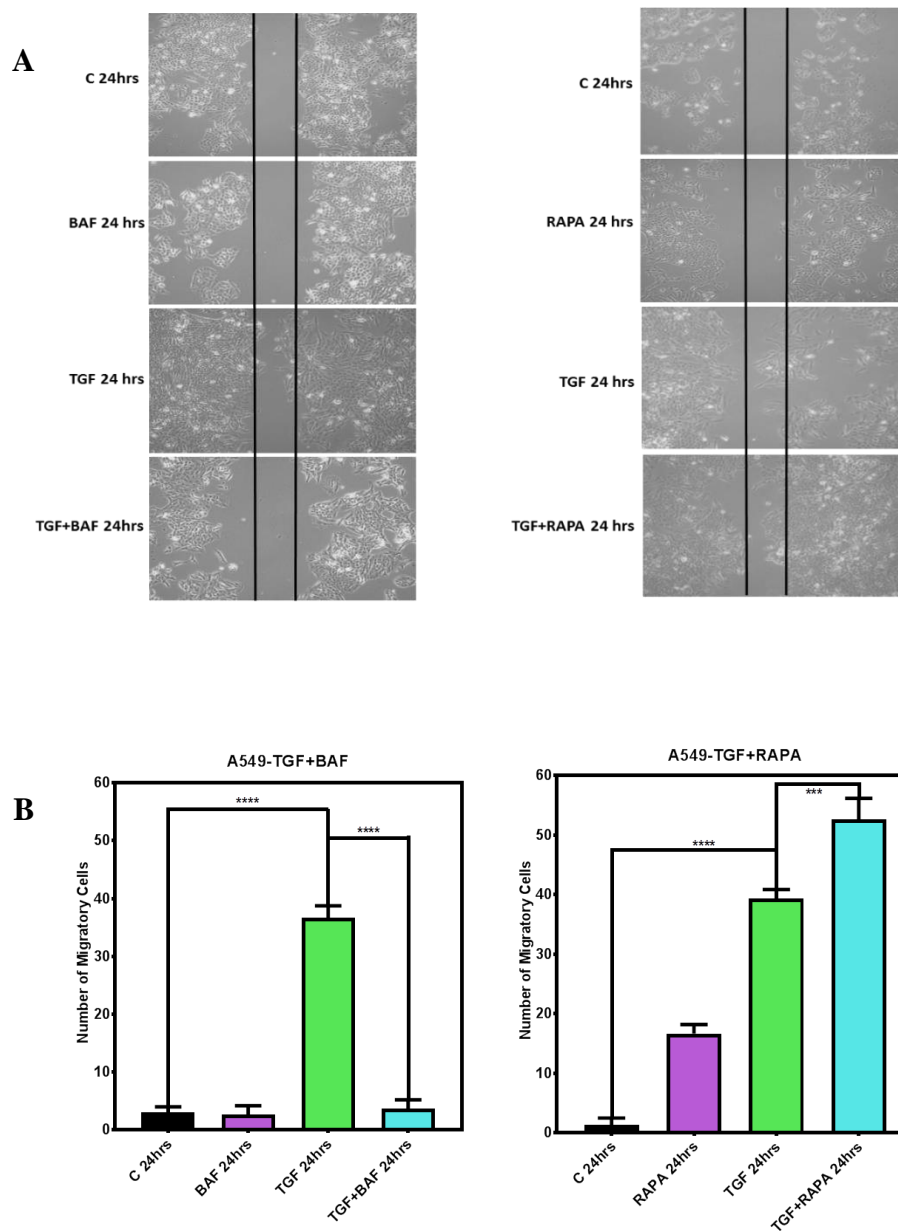 A
C 24hrs
BAF 24 hrs
TGF 24 hrs
TGF+BAF 24hrs
C 24hrs
RAPA 24 hrs
TGF 24 hrs
TGF+RAPA 24 hrs
B
A549-TGF+BAF
Number of Migratory Cells
60
50
40
30
20
10
0
****
****
C 24hrs
BAF 24hrs
TGF 24hrs
TGF+BAF 24hrs
A549-TGF+RAPA
Number of Migratory Cells
60
50
40
30
20
10
0
****
***
C 24hrs
RAPA 24hrs
TGF 24hrs
TGF+RAPA 24hrs